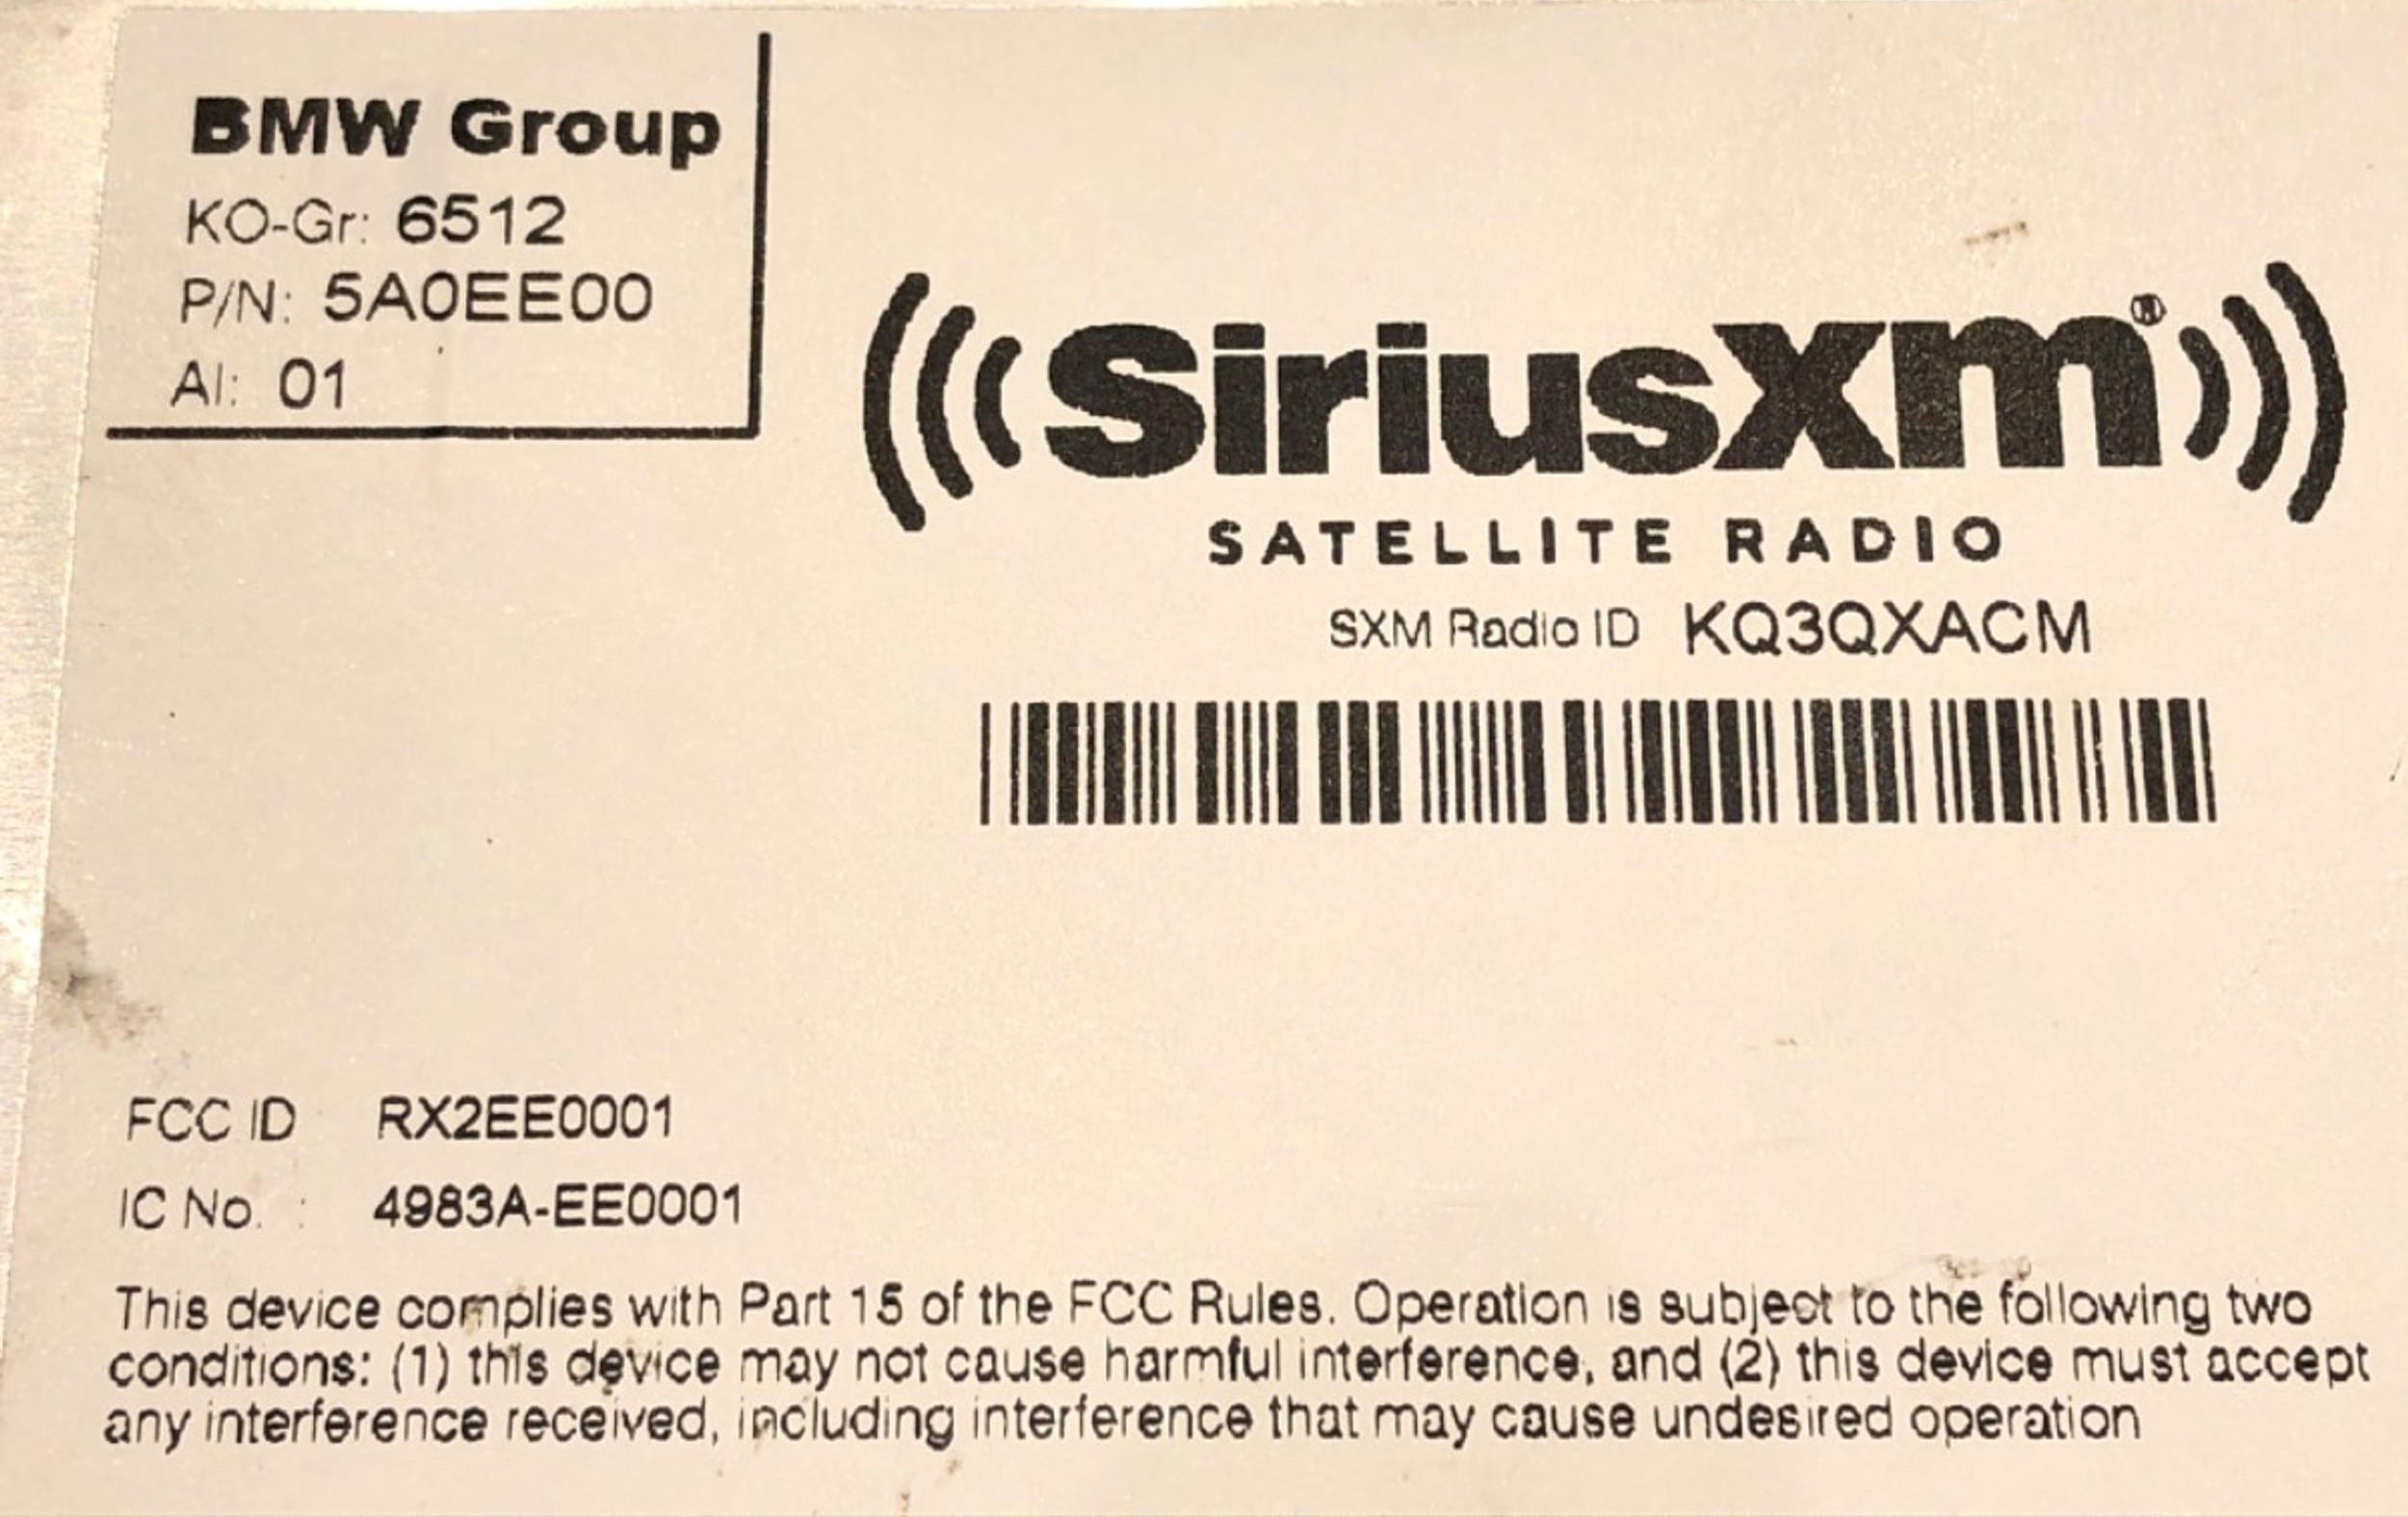 BMW Group
KO-Gr: 6512
P/N: 5A0EE00
AI: 01
SiriusXM®
SATELLITE RADIO
SXM Radio ID KQ3QXACM
FCC ID RX2EE0001
IC No. : 4983A-EE0001
This device complies with Part 15 of the FCC Rules. Operation is subject to the following two
conditions: (1) this device may not cause harmful interference, and (2) this device must accept
any interference received, including interference that may cause undesired operation